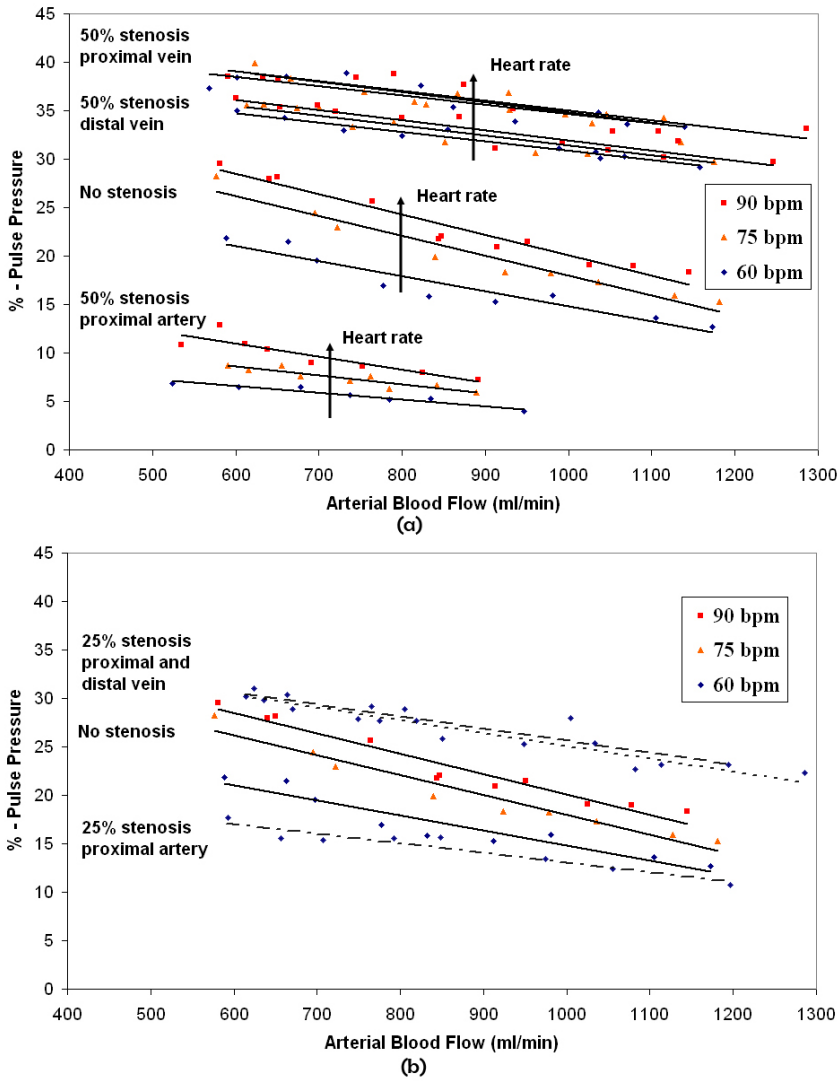 45
40
35
30
25
20
15
10
5
0
% - Pulse Pressure
50% stenosis
proximal vein
50% stenosis
distal vein
No stenosis
50% stenosis
proximal artery
Heart rate
Heart rate
Heart rate
90 bpm
75 bpm
60 bpm
400 500 600 700 800 900 1000 1100 1200 1300
Arterial Blood Flow (ml/min)
(a)
45
40
35
30
25
20
15
10
5
0
% - Pulse Pressure
25% stenosis
proximal and
distal vein
No stenosis
25% stenosis
proximal artery
90 bpm
75 bpm
60 bpm
400 500 600 700 800 900 1000 1100 1200 1300
Arterial Blood Flow (ml/min)
(b)